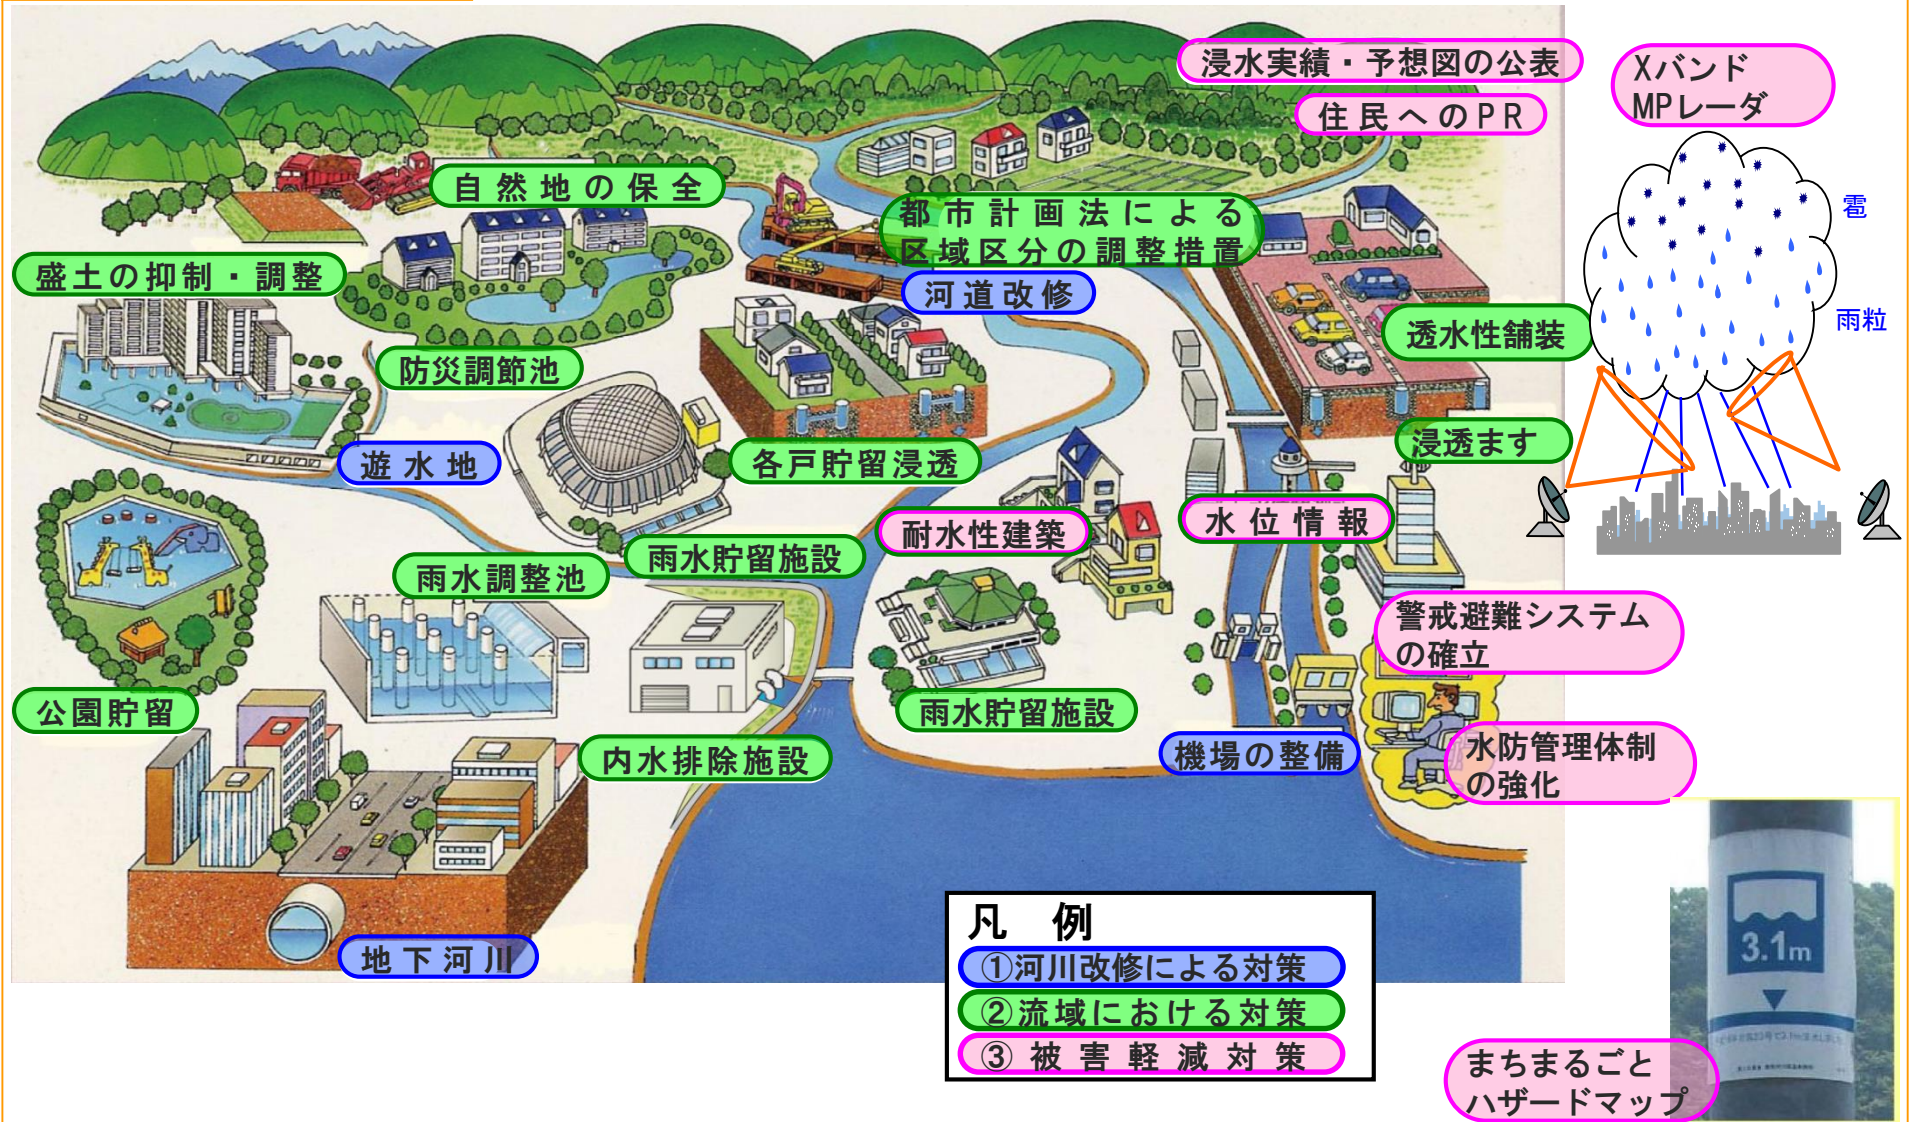 浸水実績・予想図の公表
住民へのPR
Xバンド
MPレーダ
自然地の保全
都市計画法による
区域区分の調整措置
雹
盛土の抑制・調整
河道改修
雨粒
透水性舗装
防災調節池
浸透ます
遊水地
各戸貯留浸透
耐水性建築
水位情報
雨水貯留施設
雨水調整池
警戒避難システム
の確立
公園貯留
雨水貯留施設
内水排除施設
機場の整備
水防管理体制
の強化
地下河川
凡 例
①河川改修による対策
②流域における対策
③被害軽減対策
3.1m
まちまるごと
ハザードマップ